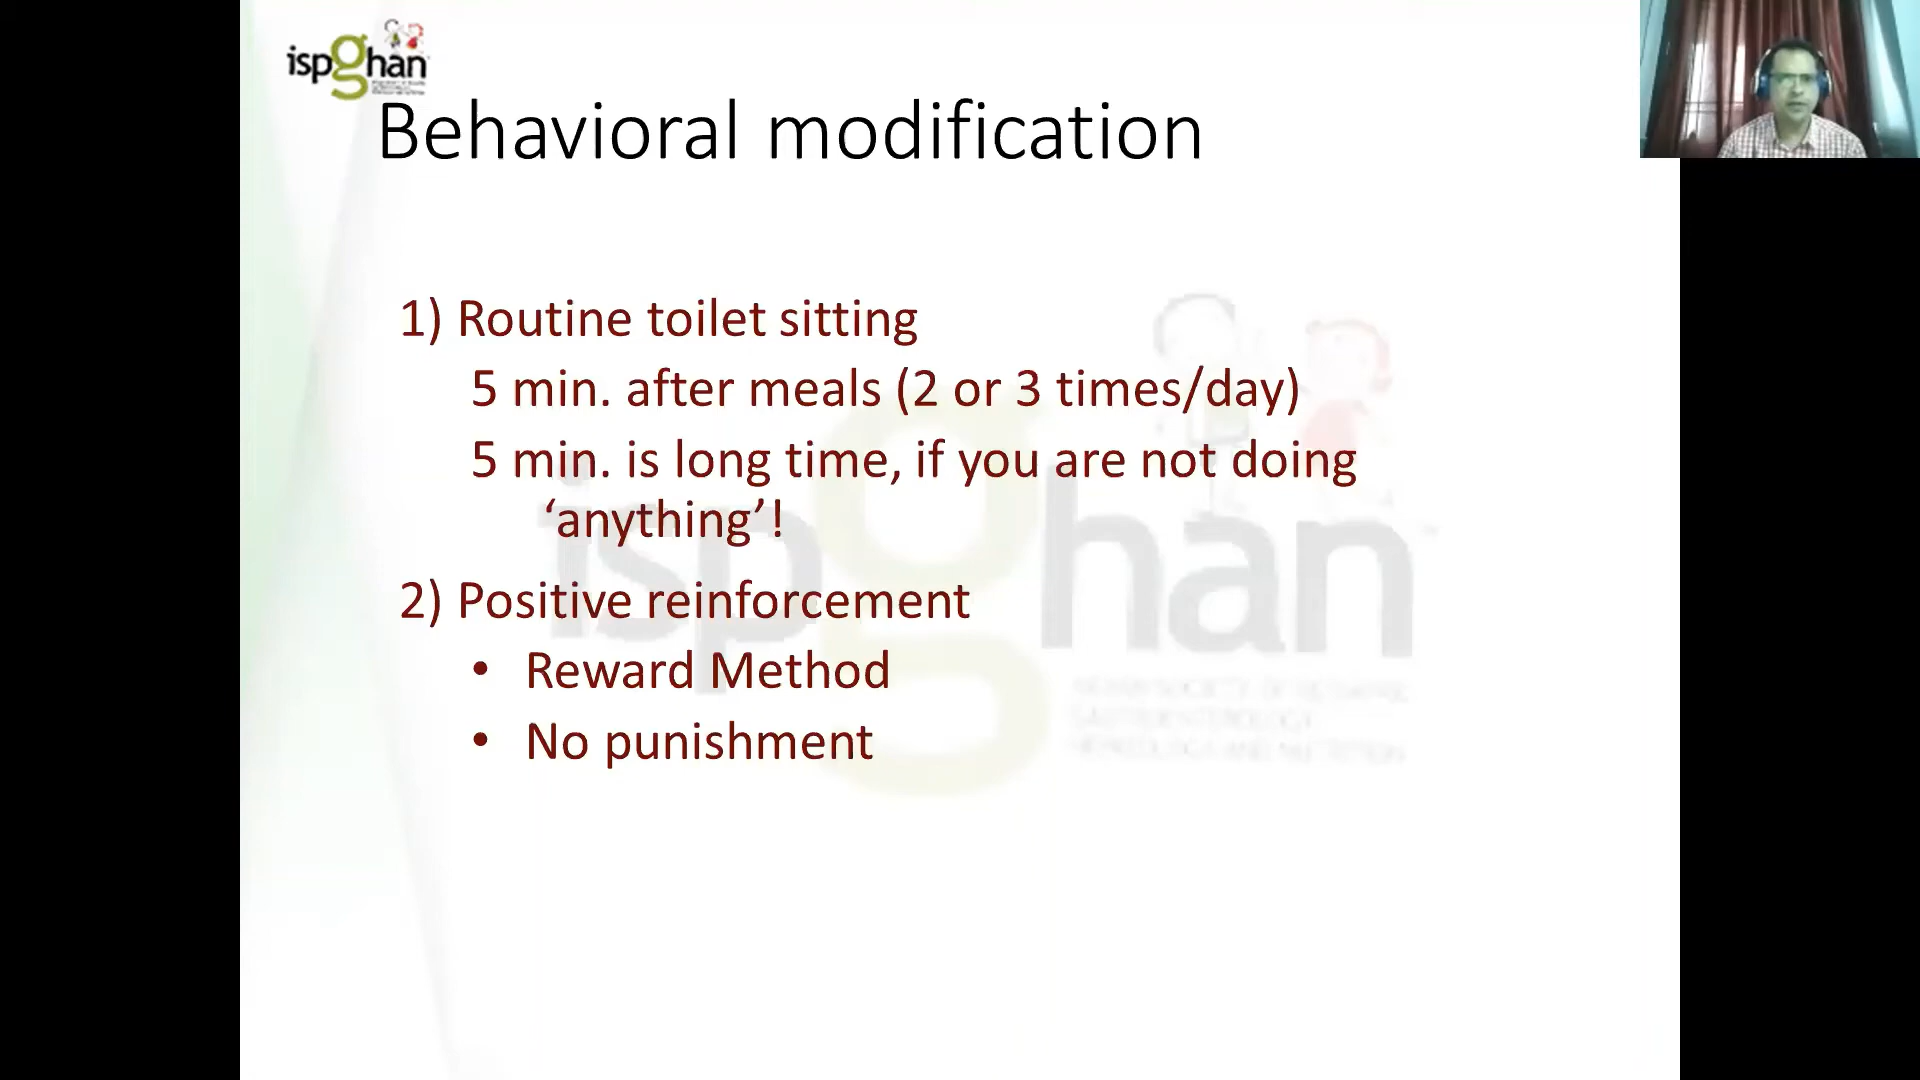 ispghan
Behavioral modification
1) Routine toilet sitting
5 min. after meals (2 or 3 times/day)
5 min. is long time, if you are not doing
‘anything’!
2) Positive reinforcement
• Reward Method
• No punishment
ispghan